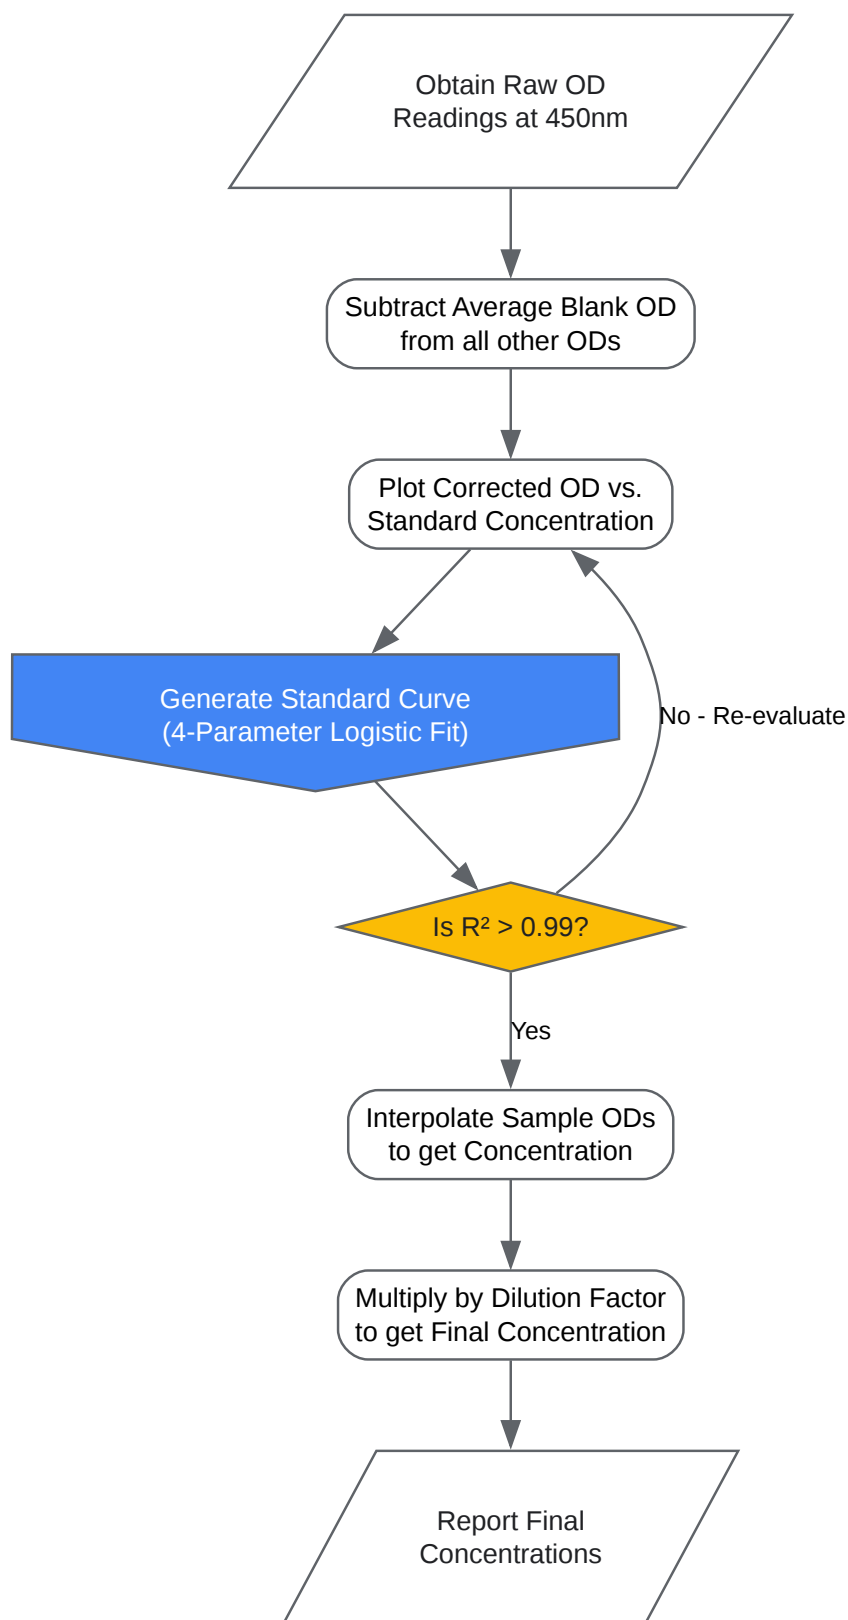 Obtain Raw OD
Readings at 450nm
Subtract Average Blank OD
from all other ODs
Plot Corrected OD vs.
Standard Concentration
Generate Standard Curve
(4-Parameter Logistic Fit)
No - Re-evaluate
Is R² > 0.99?
Yes
Interpolate Sample ODs
to get Concentration
Multiply by Dilution Factor
to get Final Concentration
Report Final
Concentrations